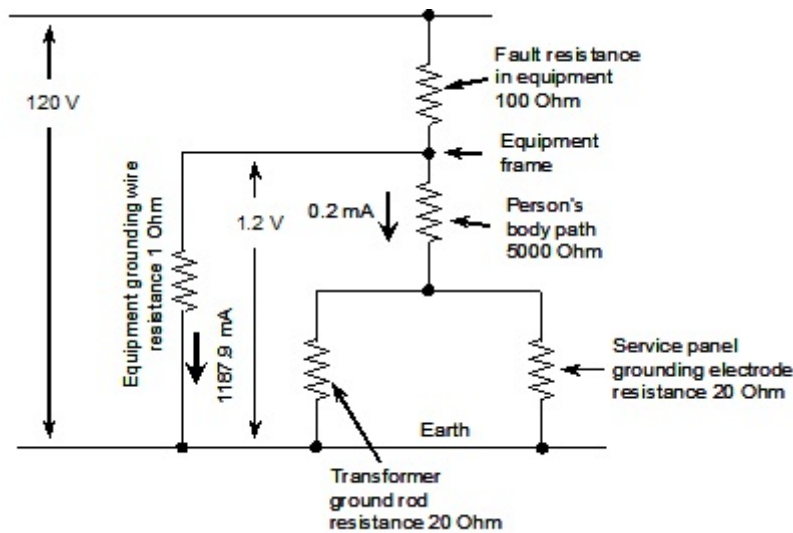 Fault resistance
in equipment
100 Ohm
120 V
Equipment
frame
Equipment grounding wire
resistance 1 Ohm
1.2 V
0.2 mA
Person's
body path
5000 Ohm
1187.9 mA
Service panel
grounding electrode
resistance 20 Ohm
Earth
Transformer
ground rod
resistance 20 Ohm